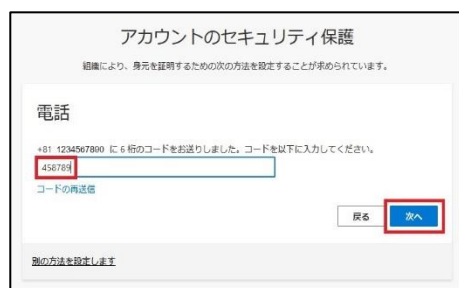 アカウントのセキュリティ保護
組織により、身元を証明するための次の方法を設定することが求められています。
電話
+81 1234567890 に 6 桁のコードをお送りしました。コードを以下に入力してください。
458789
コードの再送信
戻る 次へ
別の方法を設定します